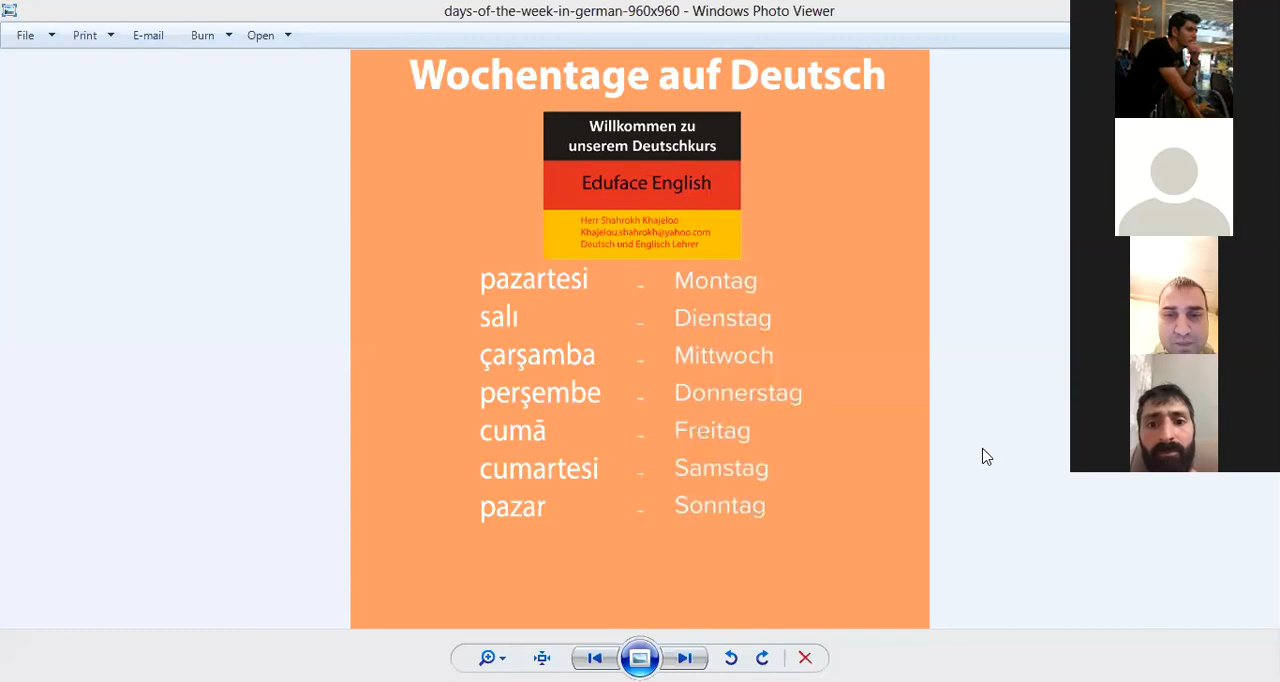 days-of-the-week-in-german-960x960 - Windows Photo Viewer
File Print E-mail Burn Open
Wochentage auf Deutsch
Willkommen zu
unserem Deutschkurs
Eduface English
Herr Shahrokh Khajeloo
Khajelou.shahrokh@yahoo.com
Deutsch und Englisch Lehrer
pazartesi - Montag
salı - Dienstag
çarşamba - Mittwoch
perşembe - Donnerstag
cumā - Freitag
cumartesi - Samstag
pazar - Sonntag